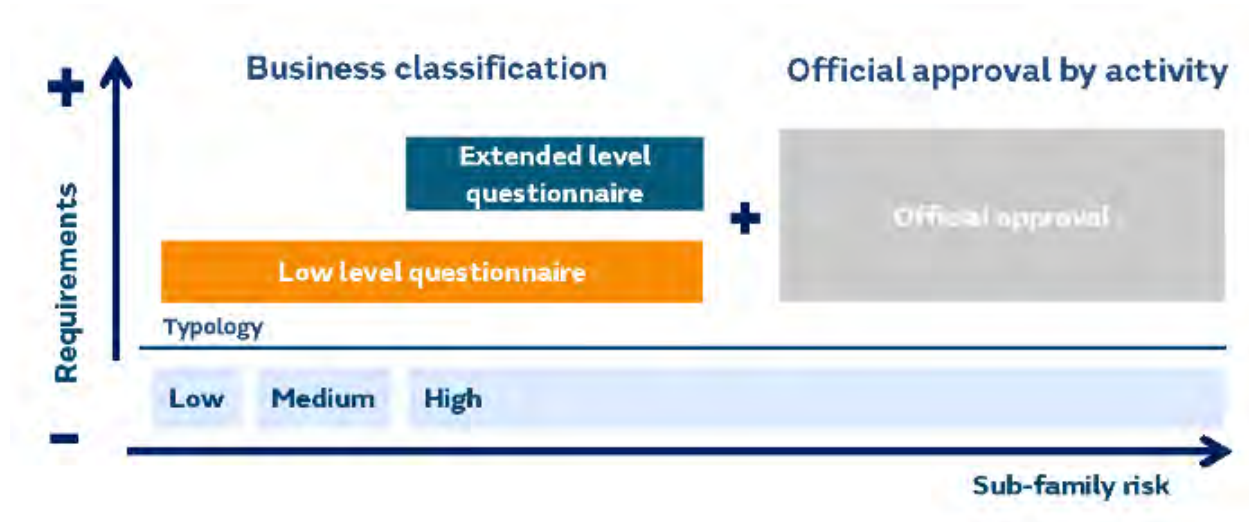 Business classification
Official approval by activity
+
Requirements
-
Extended level
questionnaire
+
Official approval
Low level questionnaire
Typology
Low
Medium
High
Sub-family risk